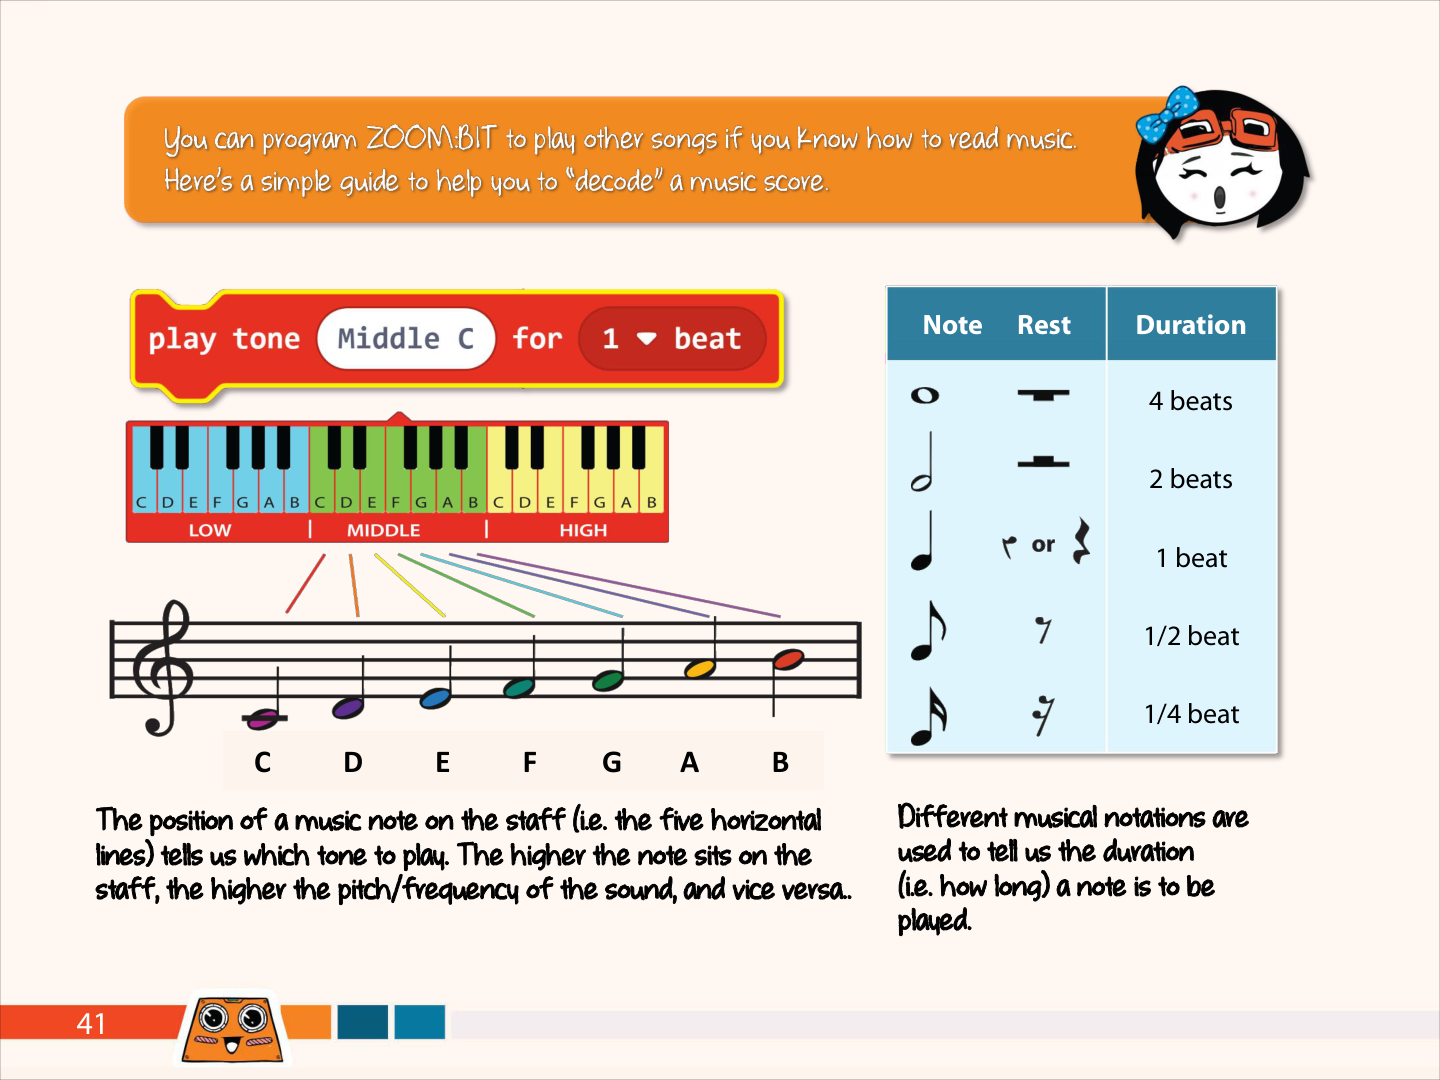 You can program ZOOM:BIT to play other songs if you know how to read music.
Here's a simple guide to help you to "decode" a music score.
play tone Middle C for 1 beat
C D E F G A B C D E F G A B C D E F G A B
LOW | MIDDLE | HIGH
C D E F G A B
The position of a music note on the staff (i.e. the five horizontal
lines) tells us which tone to play. The higher the note sits on the
staff, the higher the pitch/frequency of the sound, and vice versa..
Note Rest Duration
4 beats
2 beats
or 1 beat
1/2 beat
1/4 beat
Different musical notations are
used to tell us the duration
(i.e. how long) a note is to be
played.
41